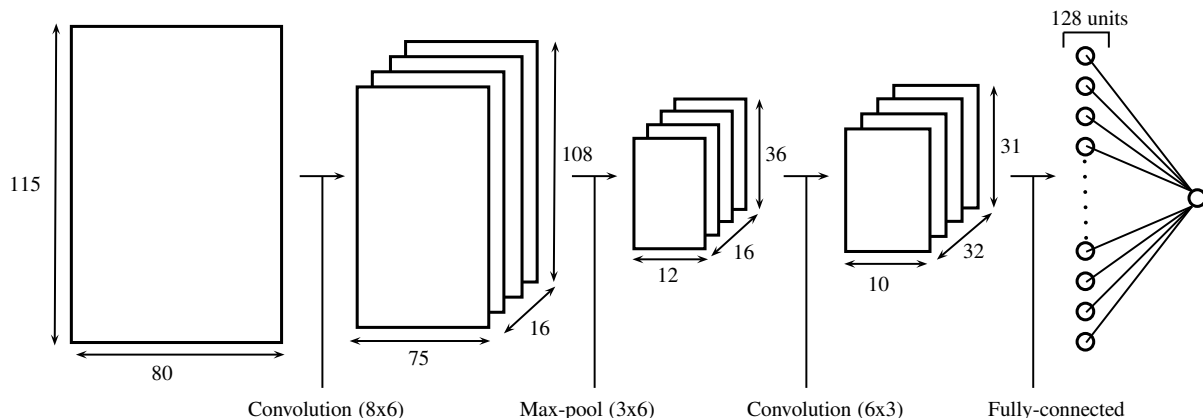 128 units
115
80
108
16
75
36
16
12
31
32
10
Convolution (8x6)
Max-pool (3x6)
Convolution (6x3)
Fully-connected